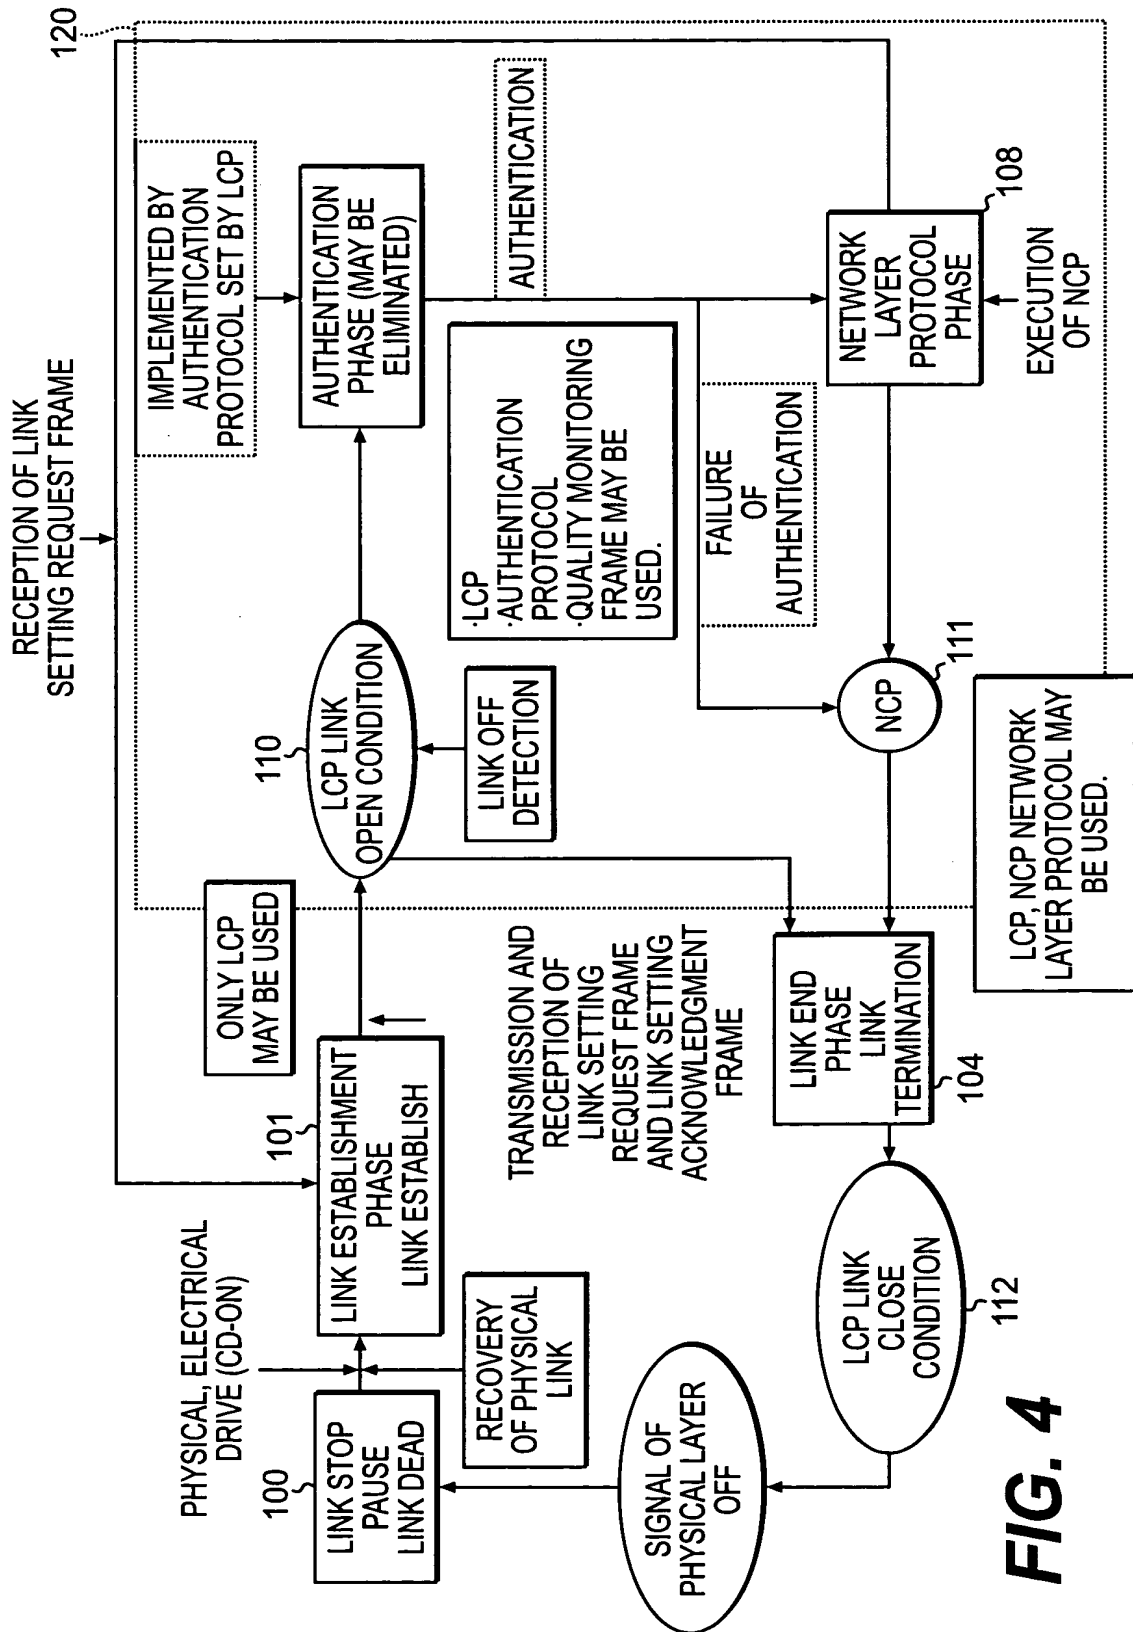 RECEPTION OF LINK
SETTING REQUEST FRAME
120
PHYSICAL, ELECTRICAL
DRIVE (CD-ON)
100
LINK STOP
PAUSE
LINK DEAD
RECOVERY
OF PHYSICAL
LINK
101
LINK ESTABLISHMENT
PHASE
LINK ESTABLISH
ONLY LCP
MAY BE USED
110
LCP LINK
OPEN CONDITION
LINK OFF
DETECTION
IMPLEMENTED BY
AUTHENTICATION
PROTOCOL SET BY LCP
AUTHENTICATION
PHASE (MAY BE
ELIMINATED)
AUTHENTICATION
·LCP
·AUTHENTICATION
PROTOCOL
·QUALITY MONITORING
FRAME MAY BE
USED.
TRANSMISSION AND
RECEPTION OF
LINK SETTING
REQUEST FRAME
AND LINK SETTING
ACKNOWLEDGMENT
FRAME
FAILURE
OF
AUTHENTICATION
SIGNAL OF
PHYSICAL LAYER
OFF
LCP LINK
CLOSE
CONDITION
112
LINK END
PHASE
LINK
TERMINATION
104
NCP
111
NETWORK
LAYER
PROTOCOL
PHASE
108
EXECUTION
OF NCP
LCP, NCP NETWORK
LAYER PROTOCOL MAY
BE USED.
FIG. 4